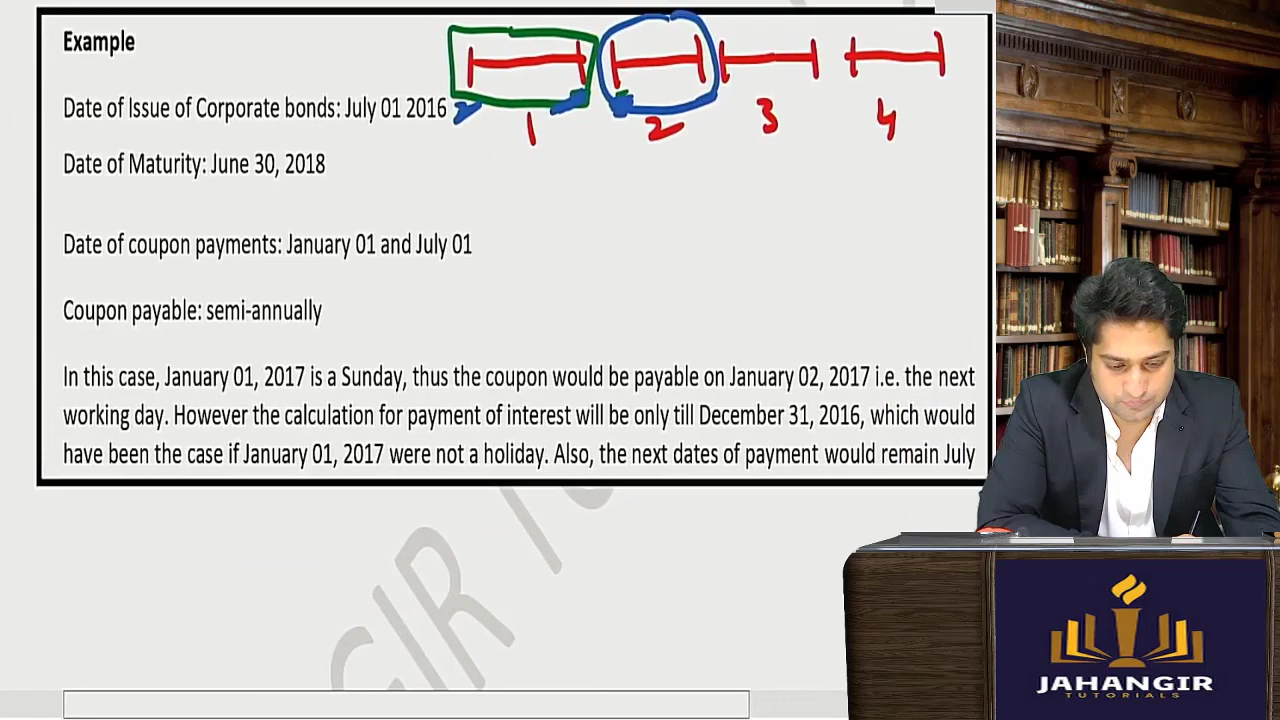 Example
1 2 3 4
Date of Issue of Corporate bonds: July 01 2016
Date of Maturity: June 30, 2018
Date of coupon payments: January 01 and July 01
Coupon payable: semi-annually
In this case, January 01, 2017 is a Sunday, thus the coupon would be payable on January 02, 2017 i.e. the next
working day. However the calculation for payment of interest will be only till December 31, 2016, which would
have been the case if January 01, 2017 were not a holiday. Also, the next dates of payment would remain July
JAHANGIR
TUTORIALS